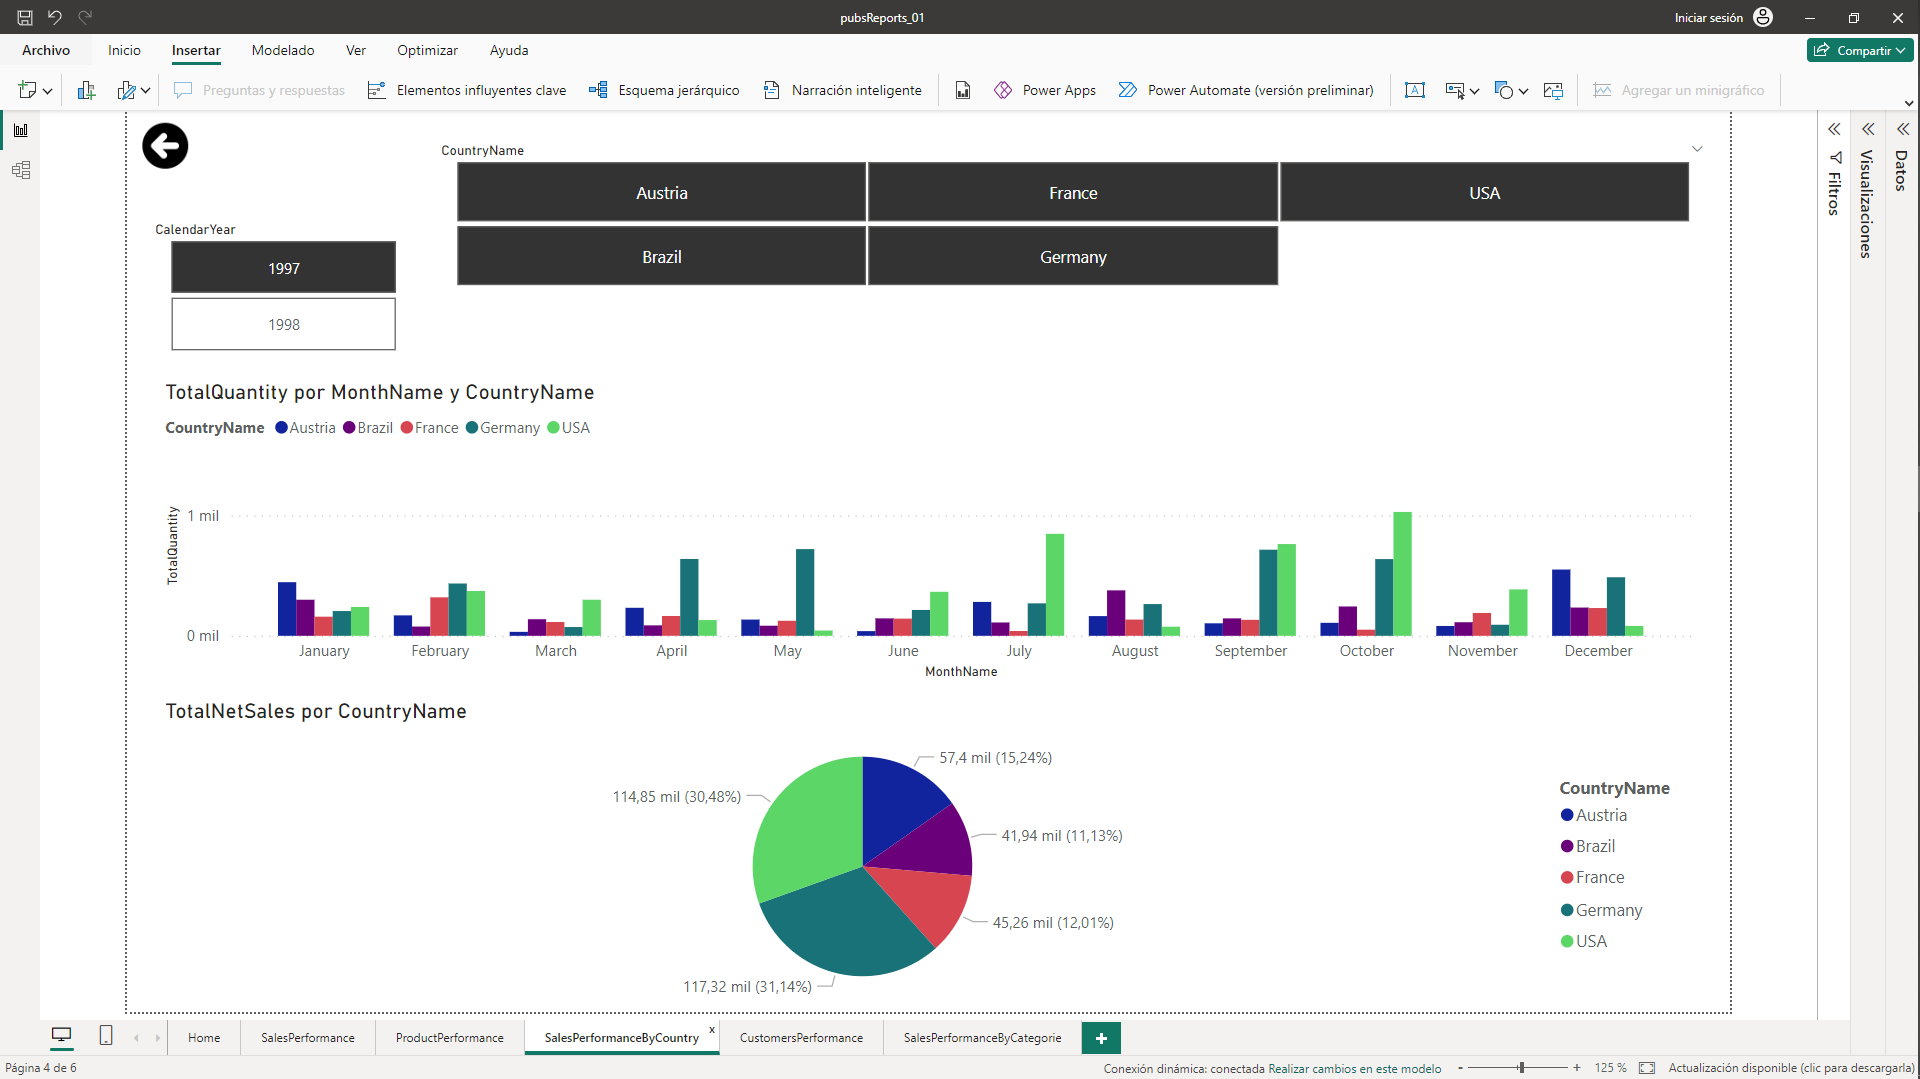 pubsReports_01
Iniciar sesión
Archivo Inicio Insertar Modelado Ver Optimizar Ayuda
Compartir
Preguntas y respuestas Elementos influyentes clave Esquema jerárquico Narración inteligente Power Apps Power Automate (versión preliminar) Agregar un minigráfico
CountryName
Austria France USA
Brazil Germany
CalendarYear
1997
1998
Filtros
Visualizaciones
Datos
TotalQuantity por MonthName y CountryName
CountryName Austria Brazil France Germany USA
TotalQuantity
1 mil
0 mil
January February March April May June July August September October November December
MonthName
TotalNetSales por CountryName
57,4 mil (15,24%)
114,85 mil (30,48%)
41,94 mil (11,13%)
45,26 mil (12,01%)
117,32 mil (31,14%)
CountryName
Austria
Brazil
France
Germany
USA
Home SalesPerformance ProductPerformance SalesPerformanceByCountry x CustomersPerformance SalesPerformanceByCategorie +
Página 4 de 6
Conexión dinámica: conectada Realizar cambios en este modelo - + 125 % Actualización disponible (clic para descargarla)